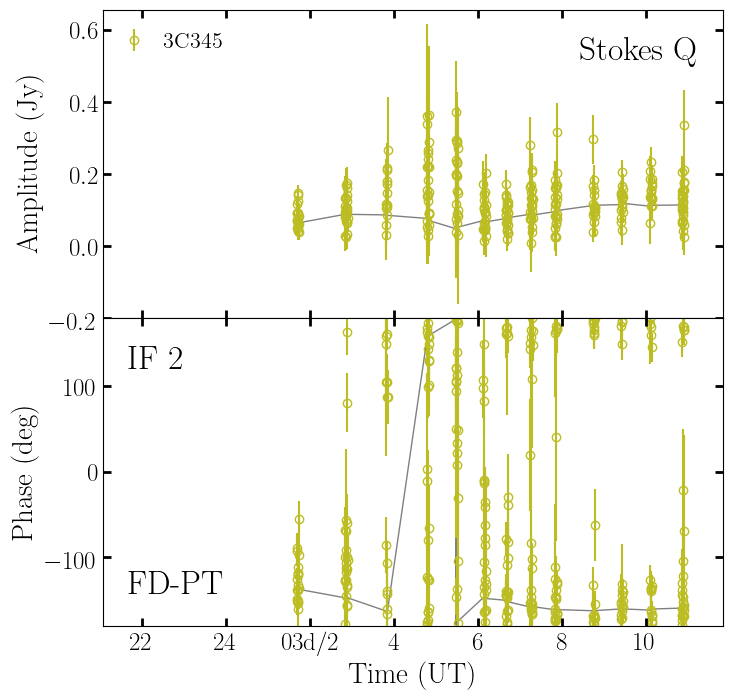 3C345
Stokes Q
0.6
0.4
0.2
0.0
−0.2
Amplitude (Jy)
IF 2
FD-PT
100
0
−100
Phase (deg)
22 24 03d/2 4 6 8 10
Time (UT)